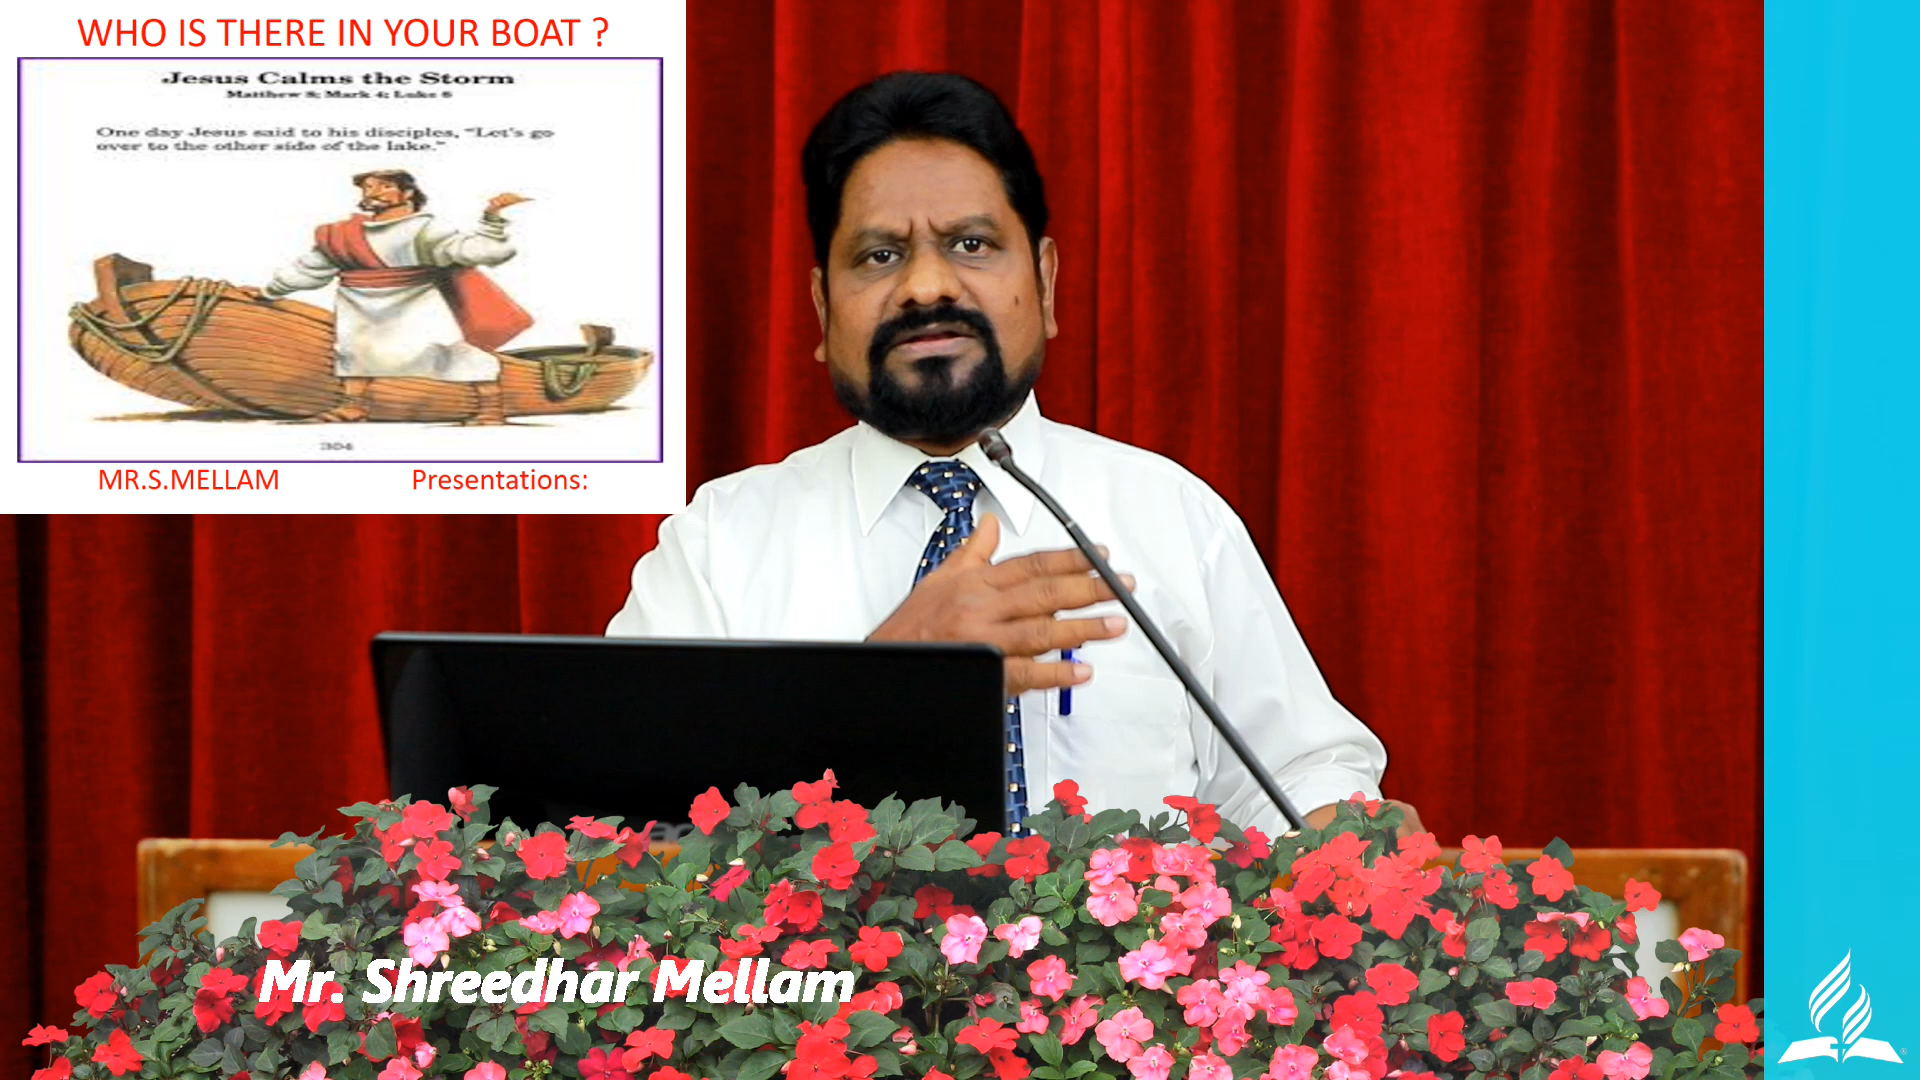 WHO IS THERE IN YOUR BOAT ?
Jesus Calms the Storm
Matthew 8; Mark 4; Luke 8
One day Jesus said to his disciples, “Let’s go
over to the other side of the lake.”
304
MR.S.MELLAM Presentations:
Mr. Shreedhar Mellam